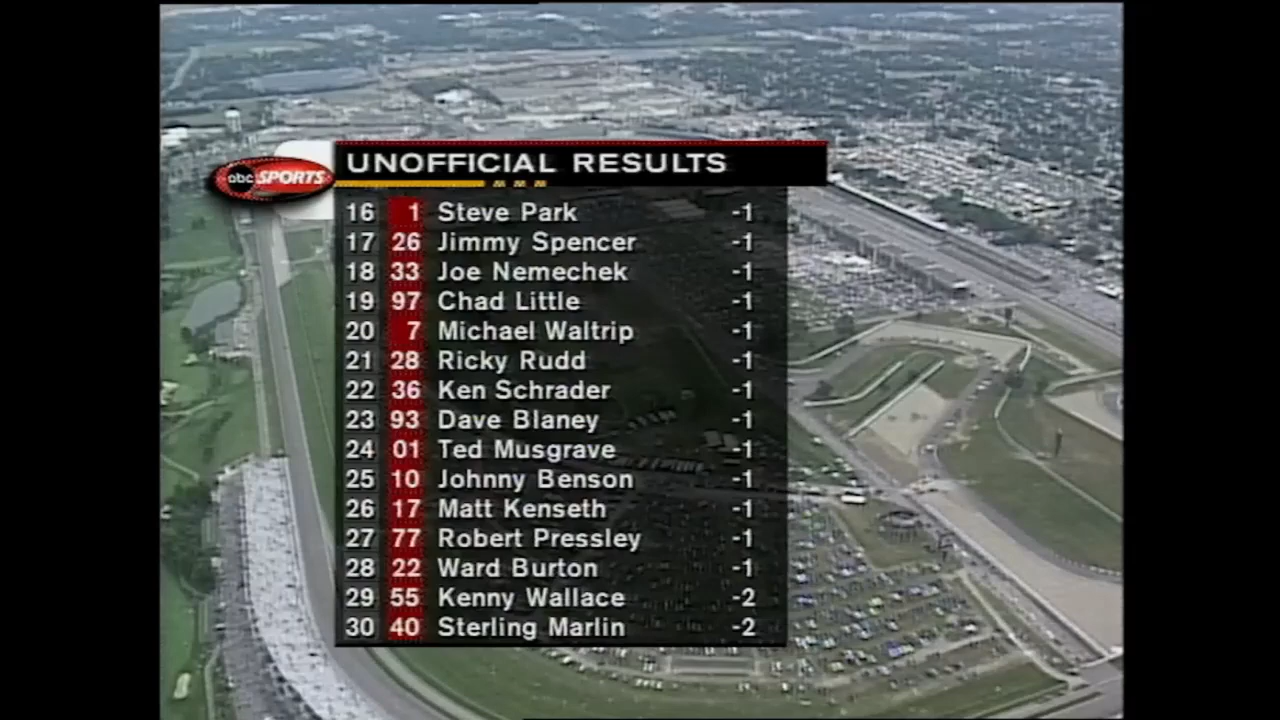 abc SPORTS
UNOFFICIAL RESULTS
16 1 Steve Park -1
17 26 Jimmy Spencer -1
18 33 Joe Nemechek -1
19 97 Chad Little -1
20 7 Michael Waltrip -1
21 28 Ricky Rudd -1
22 36 Ken Schrader -1
23 93 Dave Blaney -1
24 01 Ted Musgrave -1
25 10 Johnny Benson -1
26 17 Matt Kenseth -1
27 77 Robert Pressley -1
28 22 Ward Burton -1
29 55 Kenny Wallace -2
30 40 Sterling Marlin -2